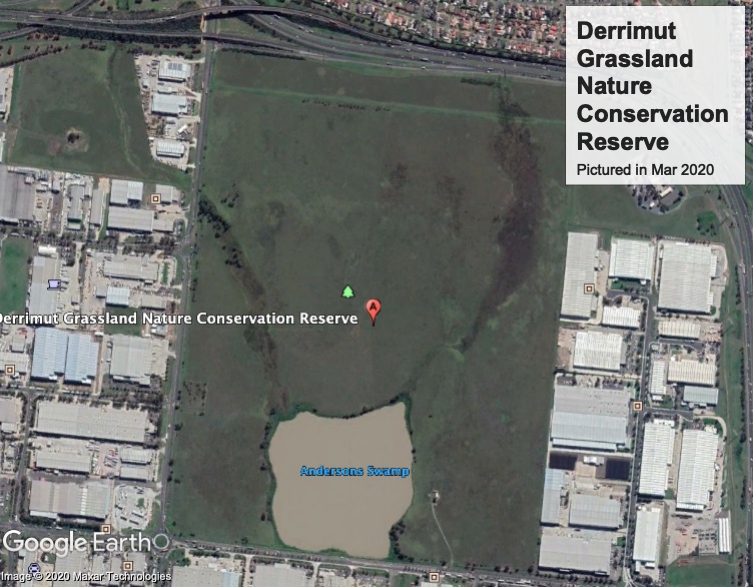 Derrimut
Grassland
Nature
Conservation
Reserve
Pictured in Mar 2020
A
Derrimut Grassland Nature Conservation Reserve
Andersons Swamp
Google Earth
Image © 2020 Maxar Technologies